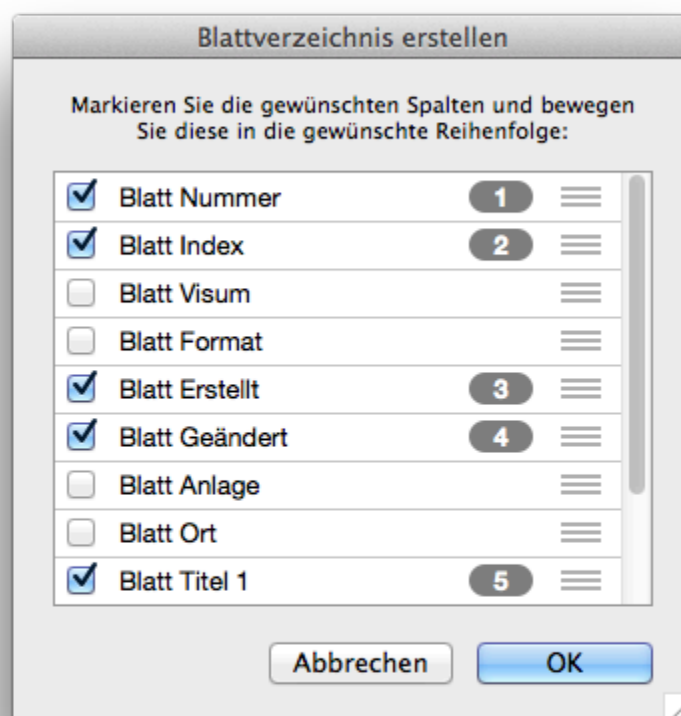 Blattverzeichnis erstellen
Markieren Sie die gewünschten Spalten und bewegen
Sie diese in die gewünschte Reihenfolge:
Blatt Nummer 1
Blatt Index 2
Blatt Visum
Blatt Format
Blatt Erstellt 3
Blatt Geändert 4
Blatt Anlage
Blatt Ort
Blatt Titel 1 5
Abbrechen OK